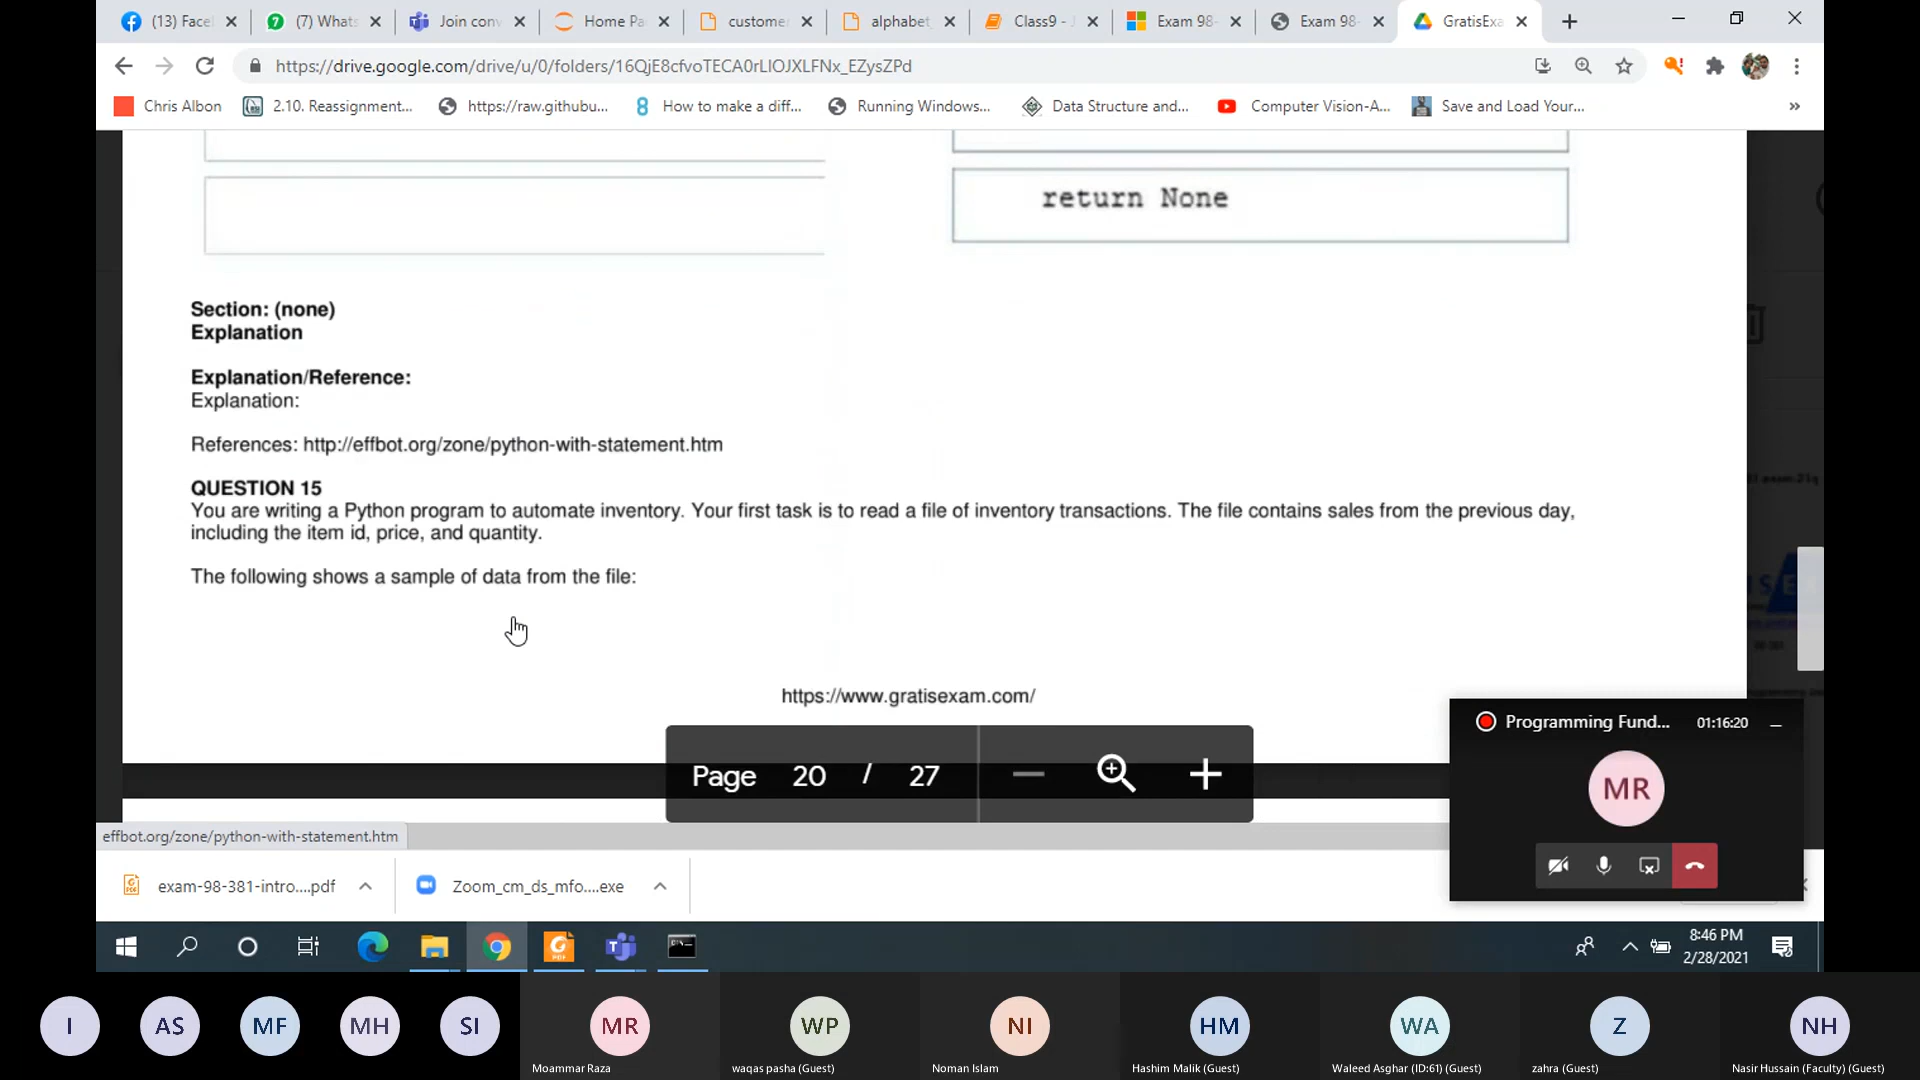 (13) Face
(7) Whats
Join con
Home Pa
custome
alphabet
Class9 - J
Exam 98-
Exam 98-
GratisExa
https://drive.google.com/drive/u/0/folders/16QjE8cfvoTECA0rLIOJXLFNx_EZysZPd
Chris Albon
2.10. Reassignment...
https://raw.githubu...
How to make a diff...
Running Windows...
Data Structure and...
Computer Vision-A...
Save and Load Your...
return None
Section: (none)
Explanation
Explanation/Reference:
Explanation:
References: http://effbot.org/zone/python-with-statement.htm
QUESTION 15
You are writing a Python program to automate inventory. Your first task is to read a file of inventory transactions. The file contains sales from the previous day,
including the item id, price, and quantity.
The following shows a sample of data from the file:
https://www.gratisexam.com/
Page 20 / 27
Programming Fund... 01:16:20
MR
effbot.org/zone/python-with-statement.htm
exam-98-381-intro....pdf
Zoom_cm_ds_mfo....exe
8:46 PM
2/28/2021
I
AS
MF
MH
SI
MR
WP
NI
HM
WA
Z
NH
Moammar Raza
waqas pasha (Guest)
Noman Islam
Hashim Malik (Guest)
Waleed Asghar (ID:61) (Guest)
zahra (Guest)
Nasir Hussain (Faculty) (Guest)